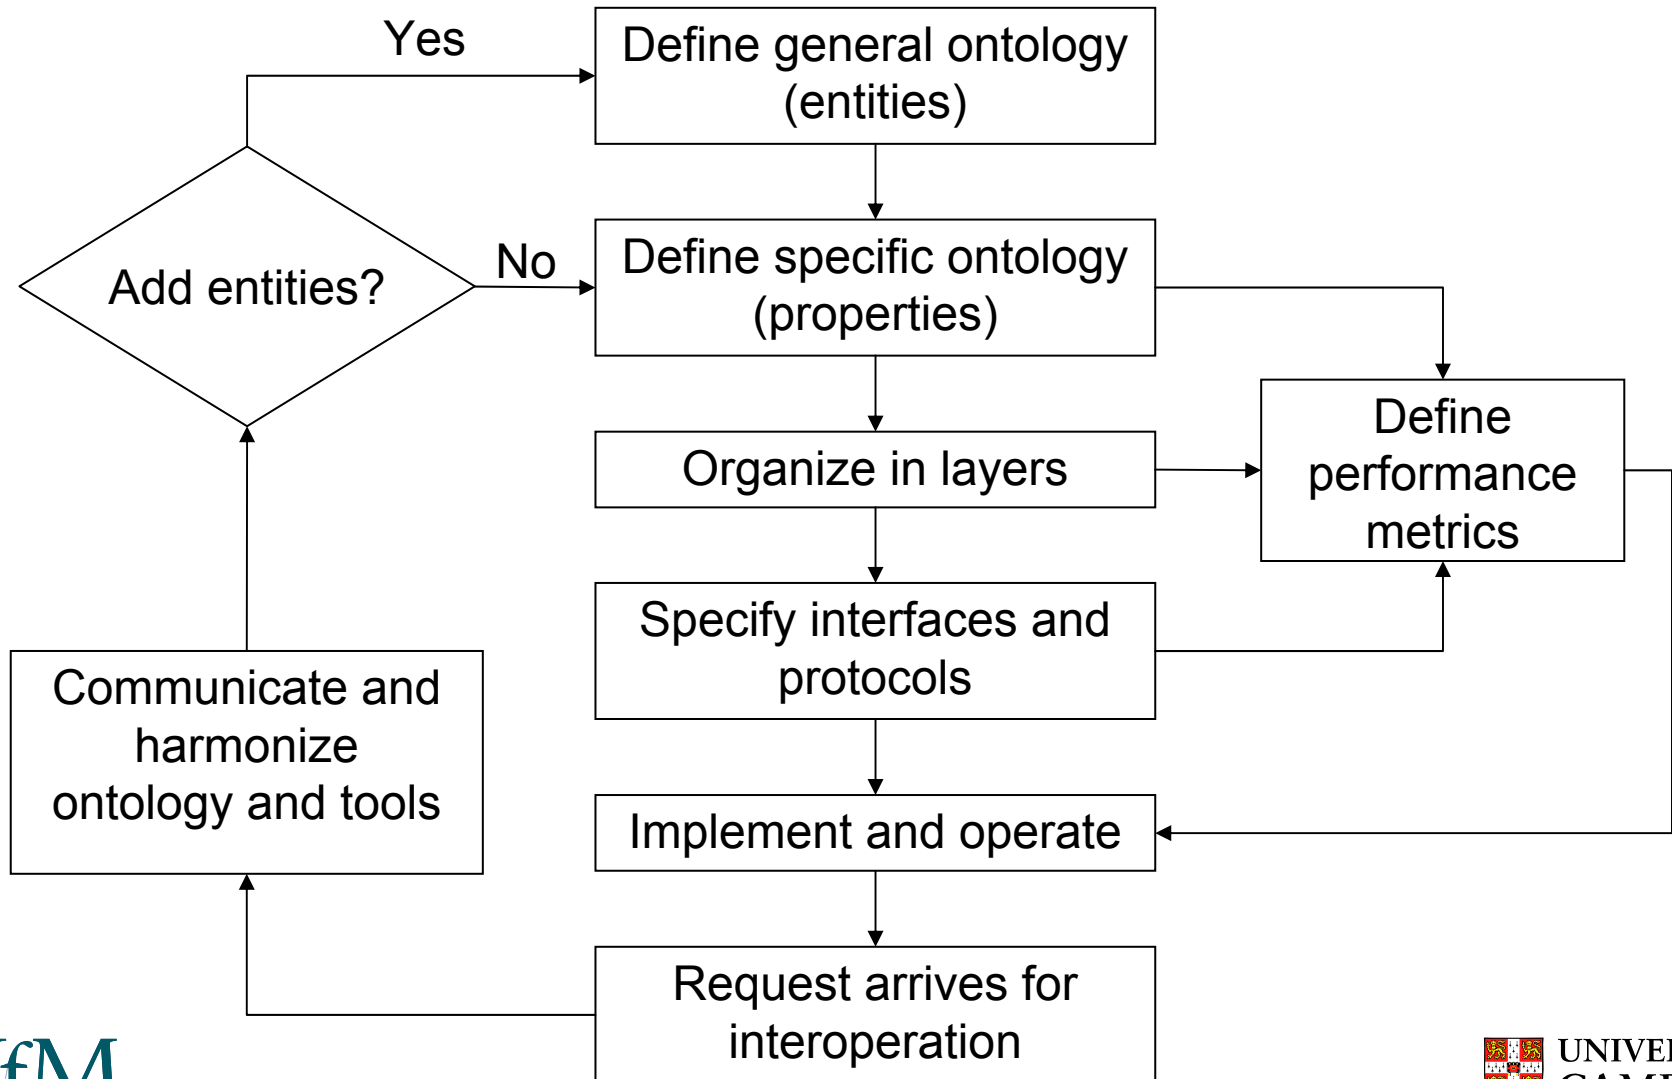 Yes
Define general ontology
(entities)
Add entities?
No
Define specific ontology
(properties)
Organize in layers
Define
performance
metrics
Specify interfaces and
protocols
Communicate and
harmonize
ontology and tools
Implement and operate
Request arrives for
interoperation
IfM